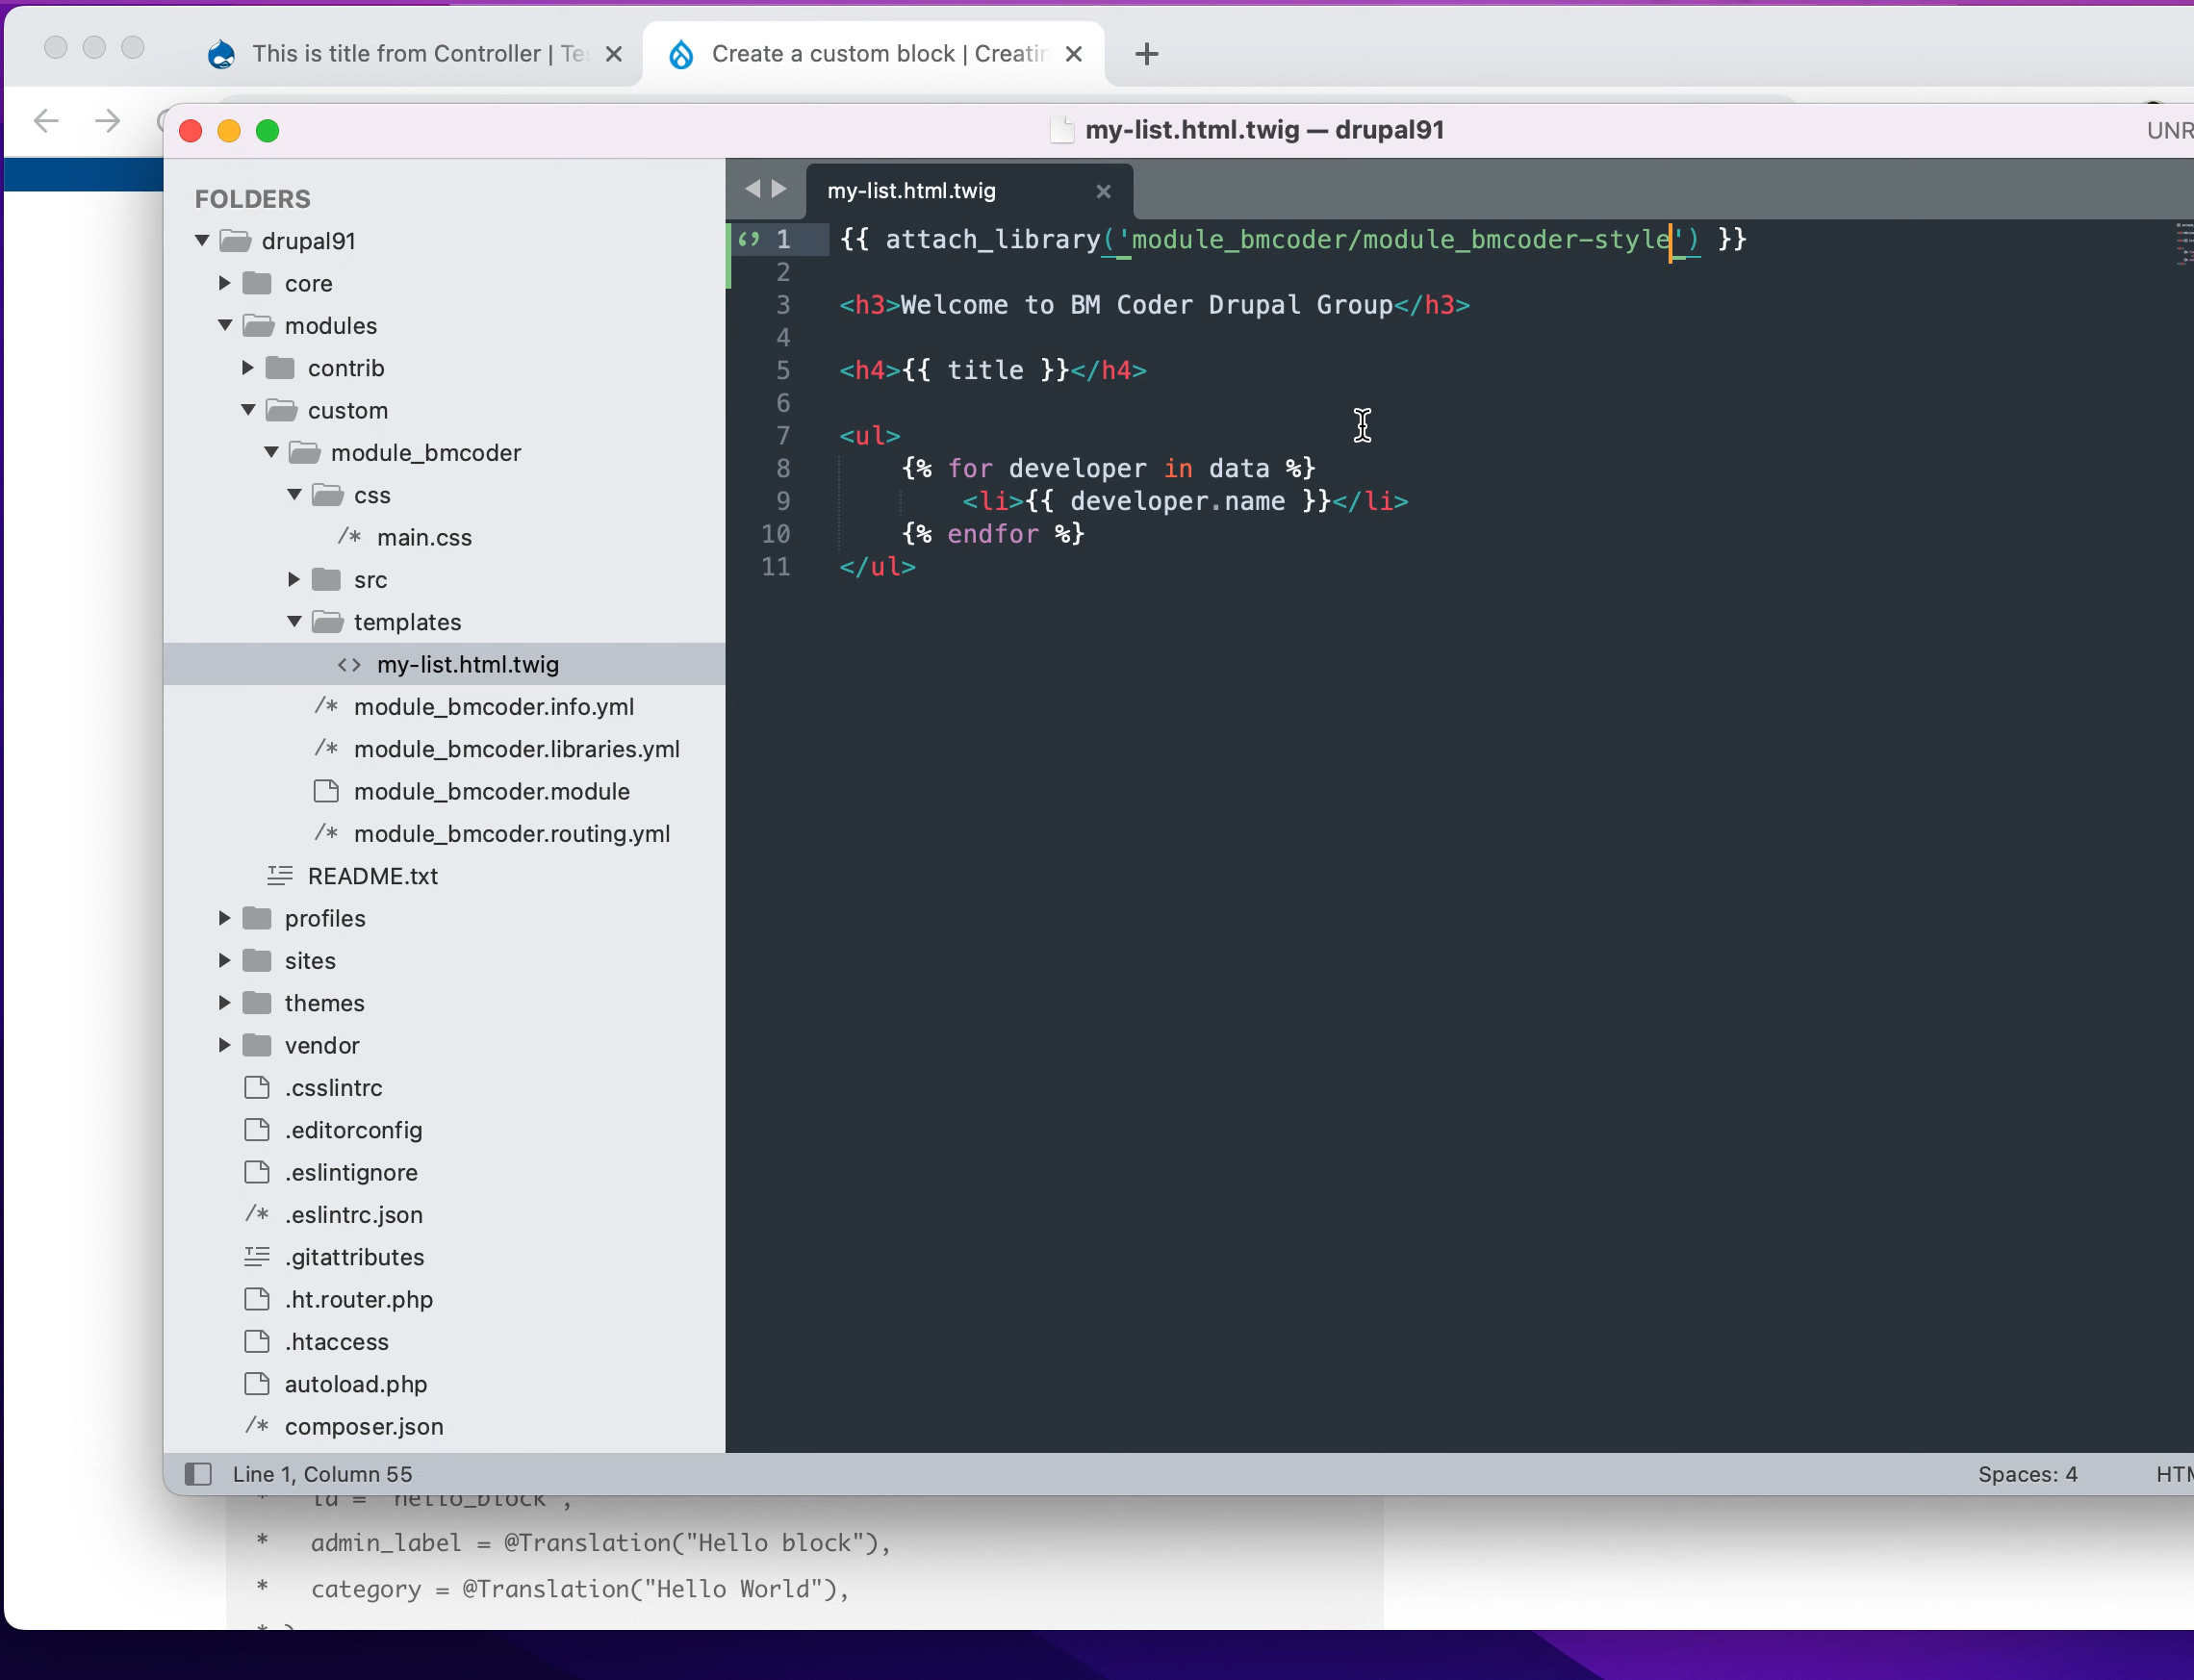 This is title from Controller | Te
Create a custom block | Creatin
my-list.html.twig — drupal91
UNR
FOLDERS
drupal91
core
modules
contrib
custom
module_bmcoder
css
/* main.css
src
templates
<> my-list.html.twig
/* module_bmcoder.info.yml
/* module_bmcoder.libraries.yml
module_bmcoder.module
/* module_bmcoder.routing.yml
README.txt
profiles
sites
themes
vendor
.csslintrc
.editorconfig
.eslintignore
/* .eslintrc.json
.gitattributes
.ht.router.php
.htaccess
autoload.php
/* composer.json
my-list.html.twig
1 {{ attach_library('module_bmcoder/module_bmcoder-style') }}
2
3 <h3>Welcome to BM Coder Drupal Group</h3>
4
5 <h4>{{ title }}</h4>
6
7 <ul>
8 {% for developer in data %}
9 <li>{{ developer.name }}</li>
10 {% endfor %}
11 </ul>
Line 1, Column 55
Spaces: 4
HTM
* id = "hello_block",
* admin_label = @Translation("Hello block"),
* category = @Translation("Hello World"),